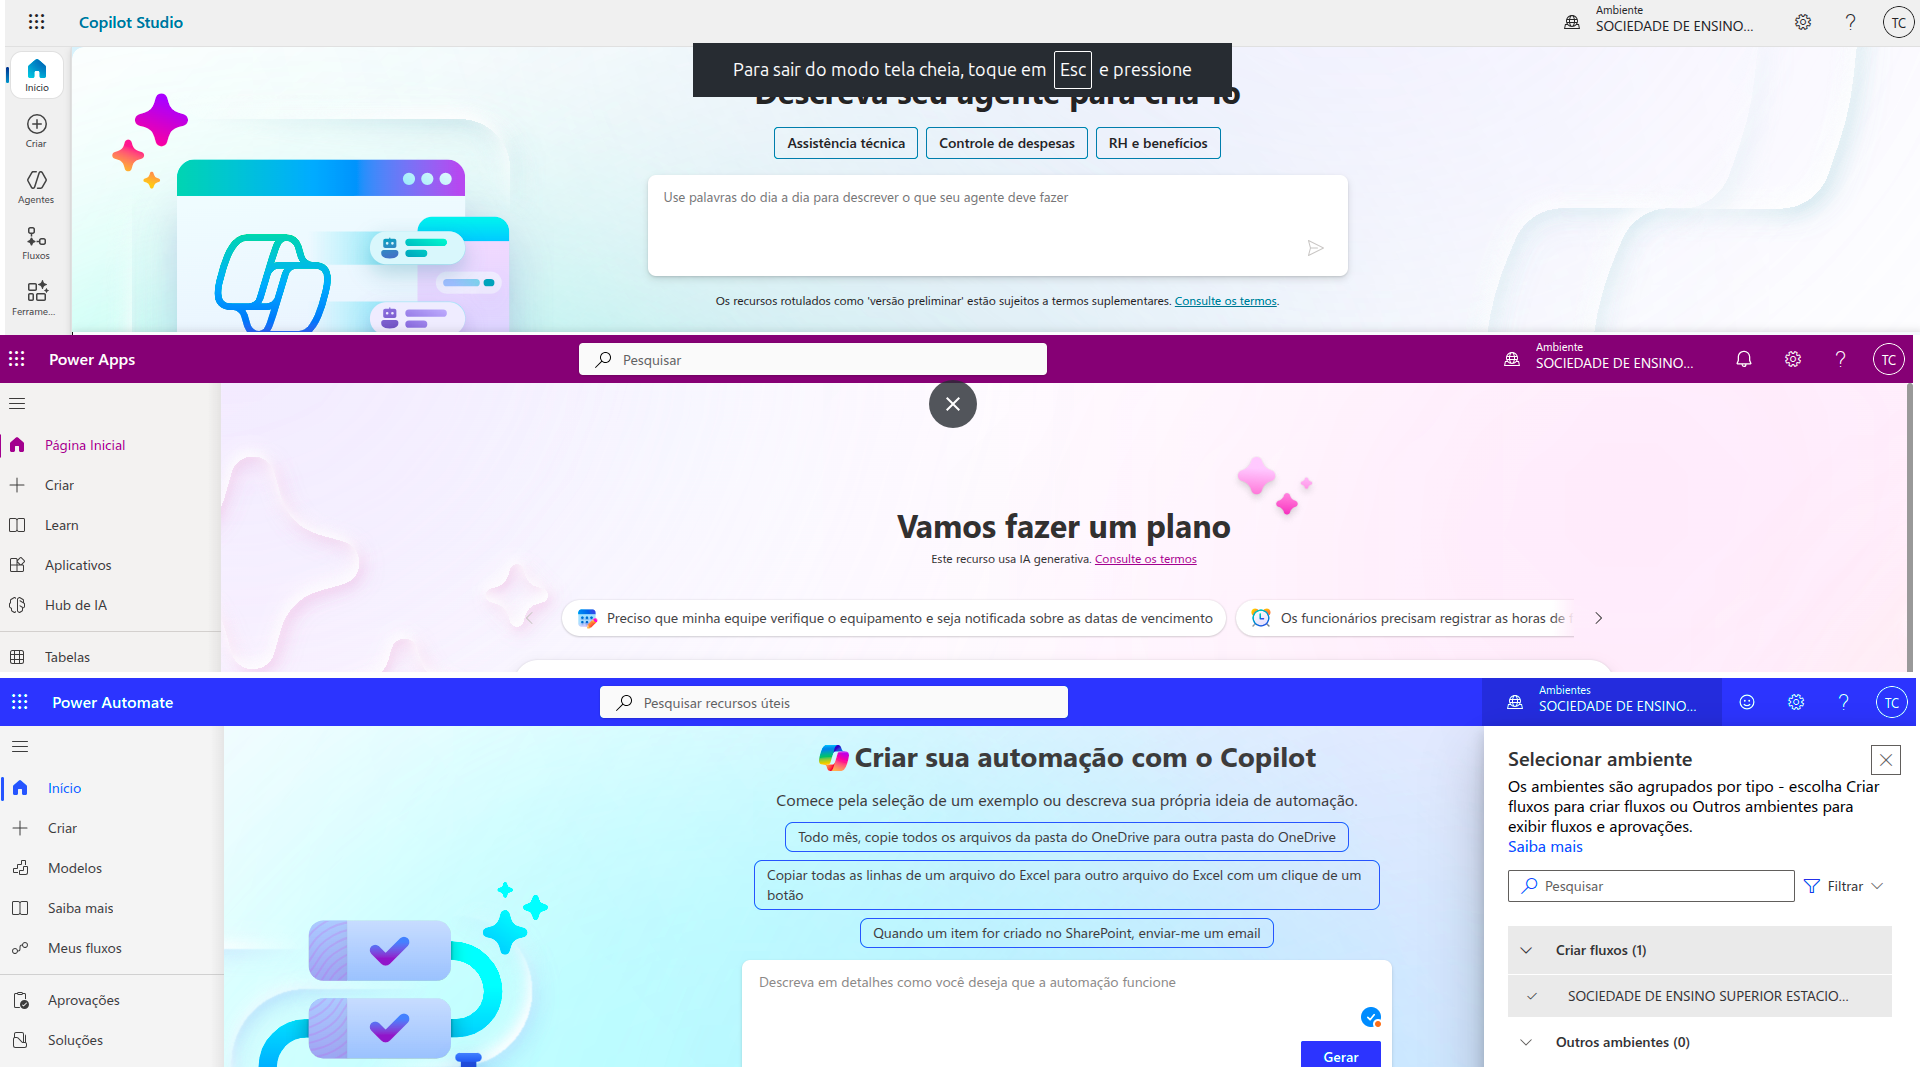 Copilot Studio
Ambiente
SOCIEDADE DE ENSINO...
TC
Para sair do modo tela cheia, toque em Esc e pressione
Início
Criar
Agentes
Fluxos
Ferrame...
Descreva seu agente para criá-lo
Assistência técnica
Controle de despesas
RH e benefícios
Use palavras do dia a dia para descrever o que seu agente deve fazer
Os recursos rotulados como 'versão preliminar' estão sujeitos a termos suplementares. Consulte os termos.
Power Apps
Pesquisar
Ambiente
SOCIEDADE DE ENSINO...
TC
Página Inicial
Criar
Learn
Aplicativos
Hub de IA
Tabelas
Vamos fazer um plano
Este recurso usa IA generativa. Consulte os termos
Preciso que minha equipe verifique o equipamento e seja notificada sobre as datas de vencimento
Os funcionários precisam registrar as horas de
Power Automate
Pesquisar recursos úteis
Ambientes
SOCIEDADE DE ENSINO...
TC
Início
Criar
Modelos
Saiba mais
Meus fluxos
Aprovações
Soluções
Criar sua automação com o Copilot
Comece pela seleção de um exemplo ou descreva sua própria ideia de automação.
Todo mês, copie todos os arquivos da pasta do OneDrive para outra pasta do OneDrive
Copiar todas as linhas de um arquivo do Excel para outro arquivo do Excel com um clique de um
botão
Quando um item for criado no SharePoint, enviar-me um email
Descreva em detalhes como você deseja que a automação funcione
Gerar
Selecionar ambiente
Os ambientes são agrupados por tipo - escolha Criar
fluxos para criar fluxos ou Outros ambientes para
exibir fluxos e aprovações.
Saiba mais
Pesquisar
Filtrar
Criar fluxos (1)
SOCIEDADE DE ENSINO SUPERIOR ESTACIO...
Outros ambientes (0)